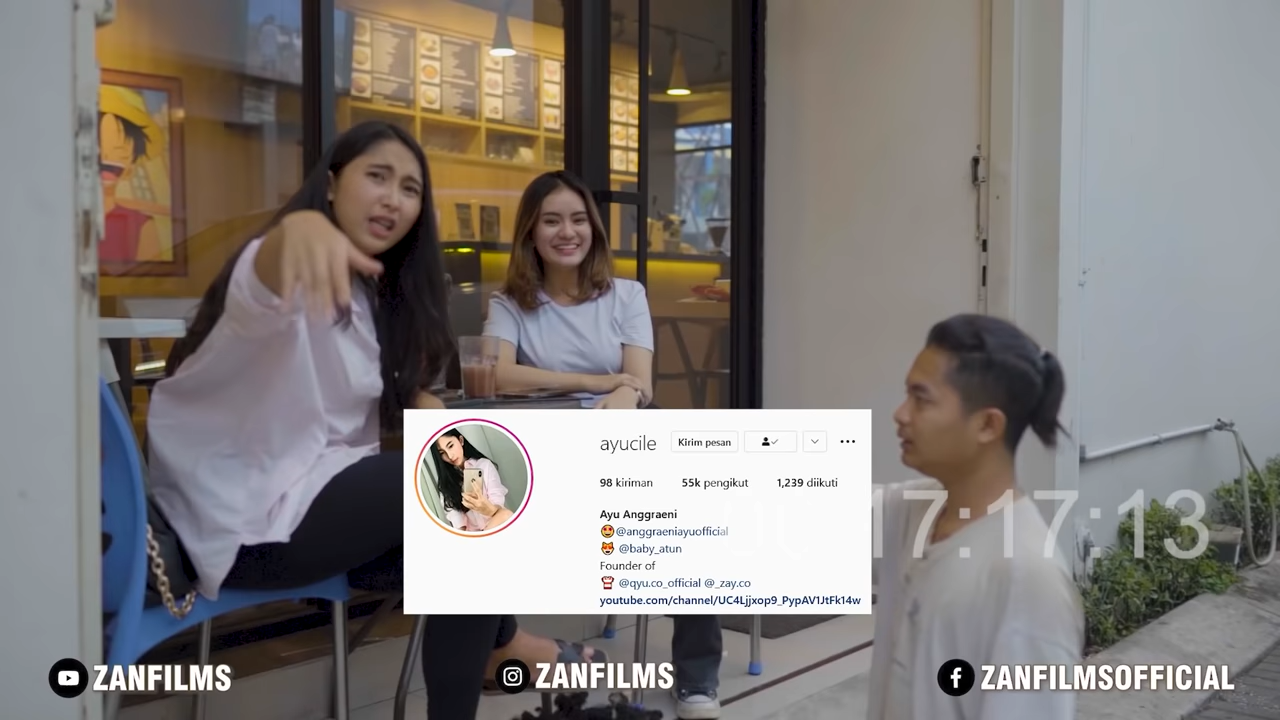 ayucile Kirim pesan
98 kiriman 55k pengikut 1,239 diikuti
Ayu Anggraeni
@anggraeniayuofficial
@baby_atun
Founder of
@qyu.co_official @_zay.co
youtube.com/channel/UC4Ljjxop9_PypAV1JtFk14w
17:17:13
ZANFILMS
ZANFILMS
ZANFILMSOFFICIAL